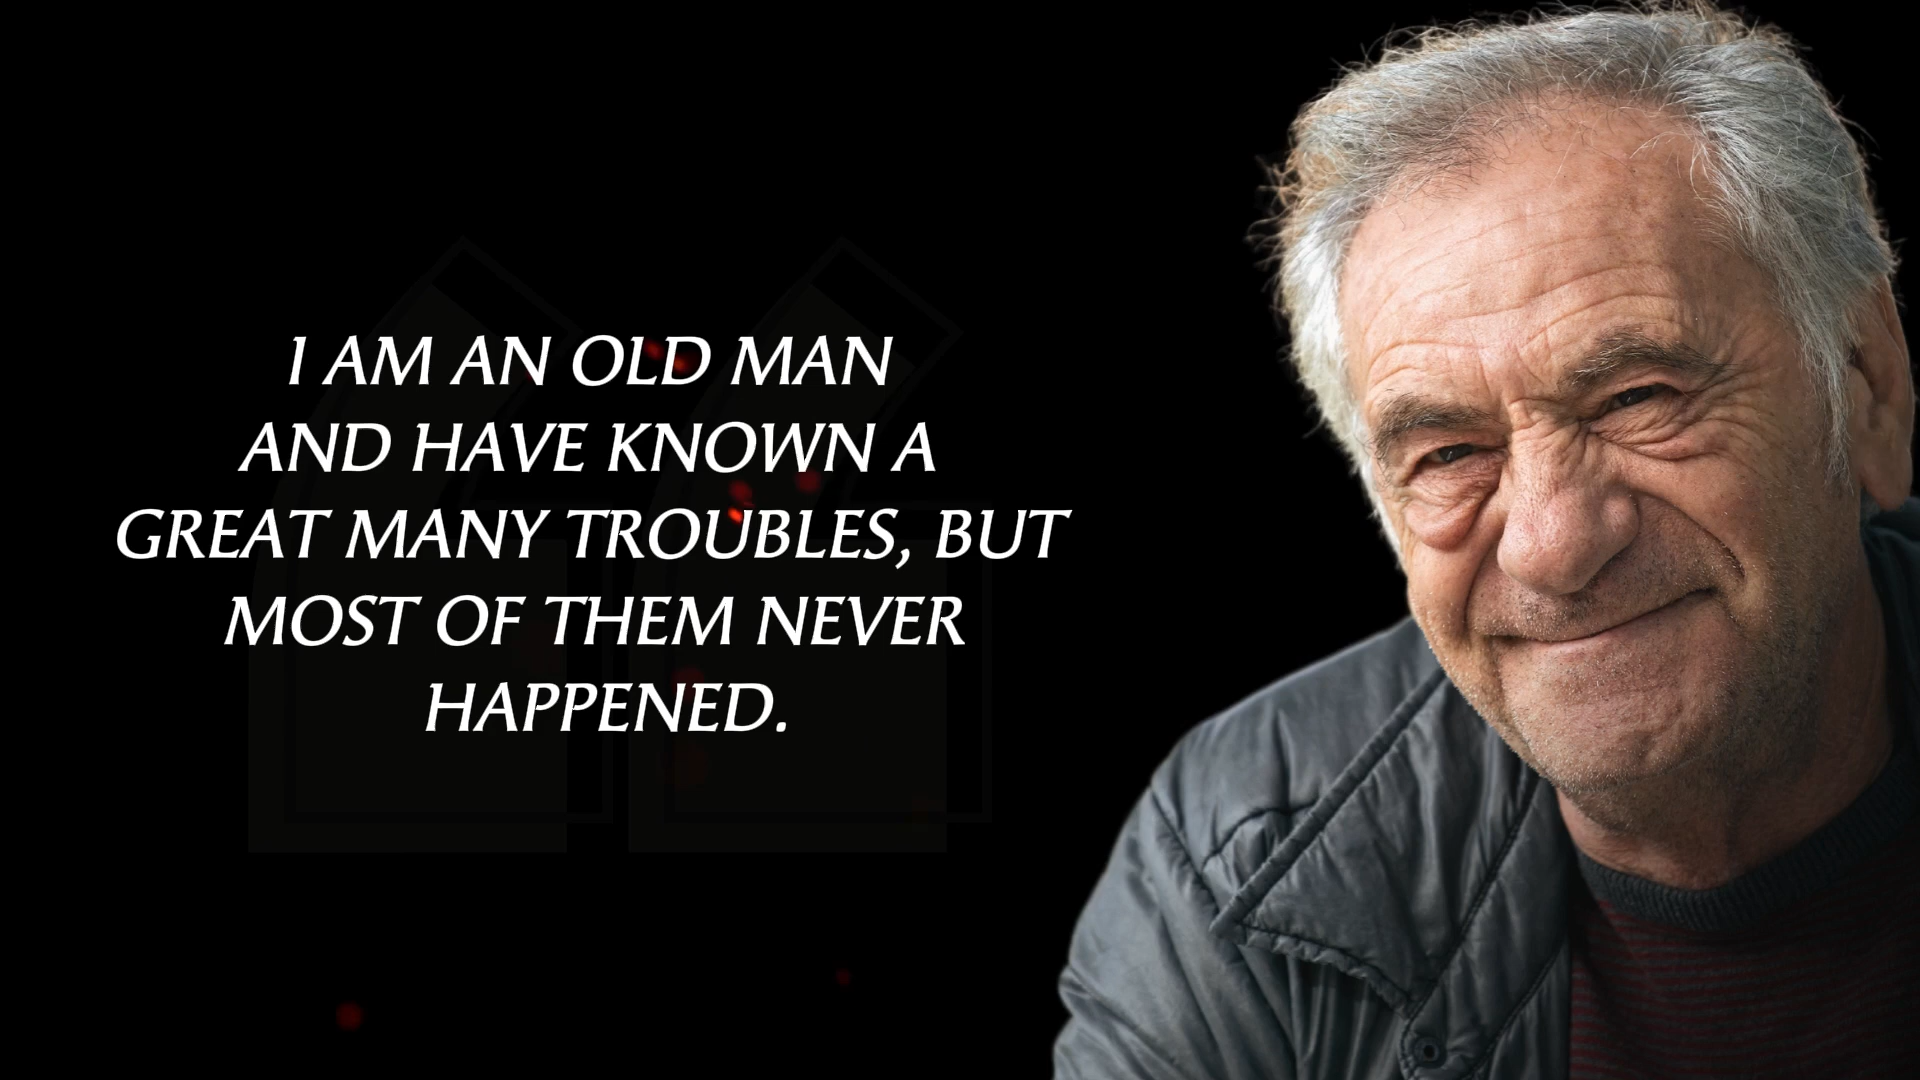 I AM AN OLD MAN
AND HAVE KNOWN A
GREAT MANY TROUBLES, BUT
MOST OF THEM NEVER
HAPPENED.